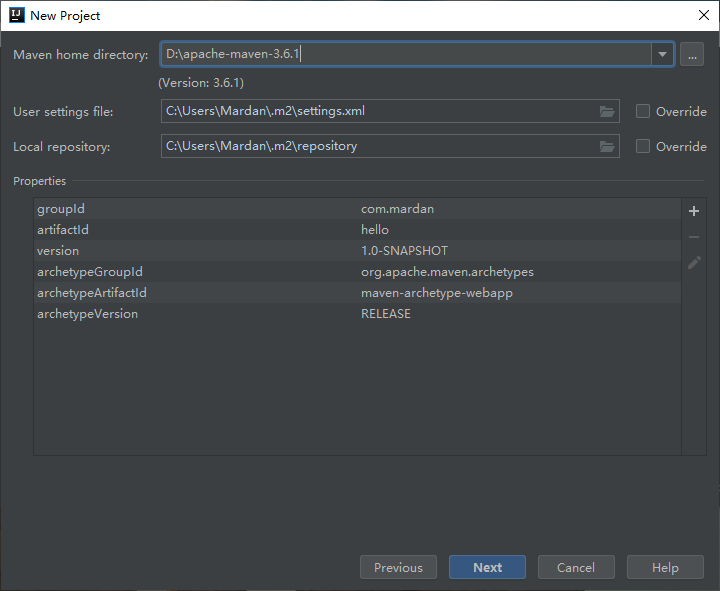 New Project
Maven home directory: D:\apache-maven-3.6.1 ...
(Version: 3.6.1)
User settings file: C:\Users\Mardan\.m2\settings.xml Override
Local repository: C:\Users\Mardan\.m2\repository Override
Properties
groupId com.mardan
artifactId hello
version 1.0-SNAPSHOT
archetypeGroupId org.apache.maven.archetypes
archetypeArtifactId maven-archetype-webapp
archetypeVersion RELEASE
Previous Next Cancel Help